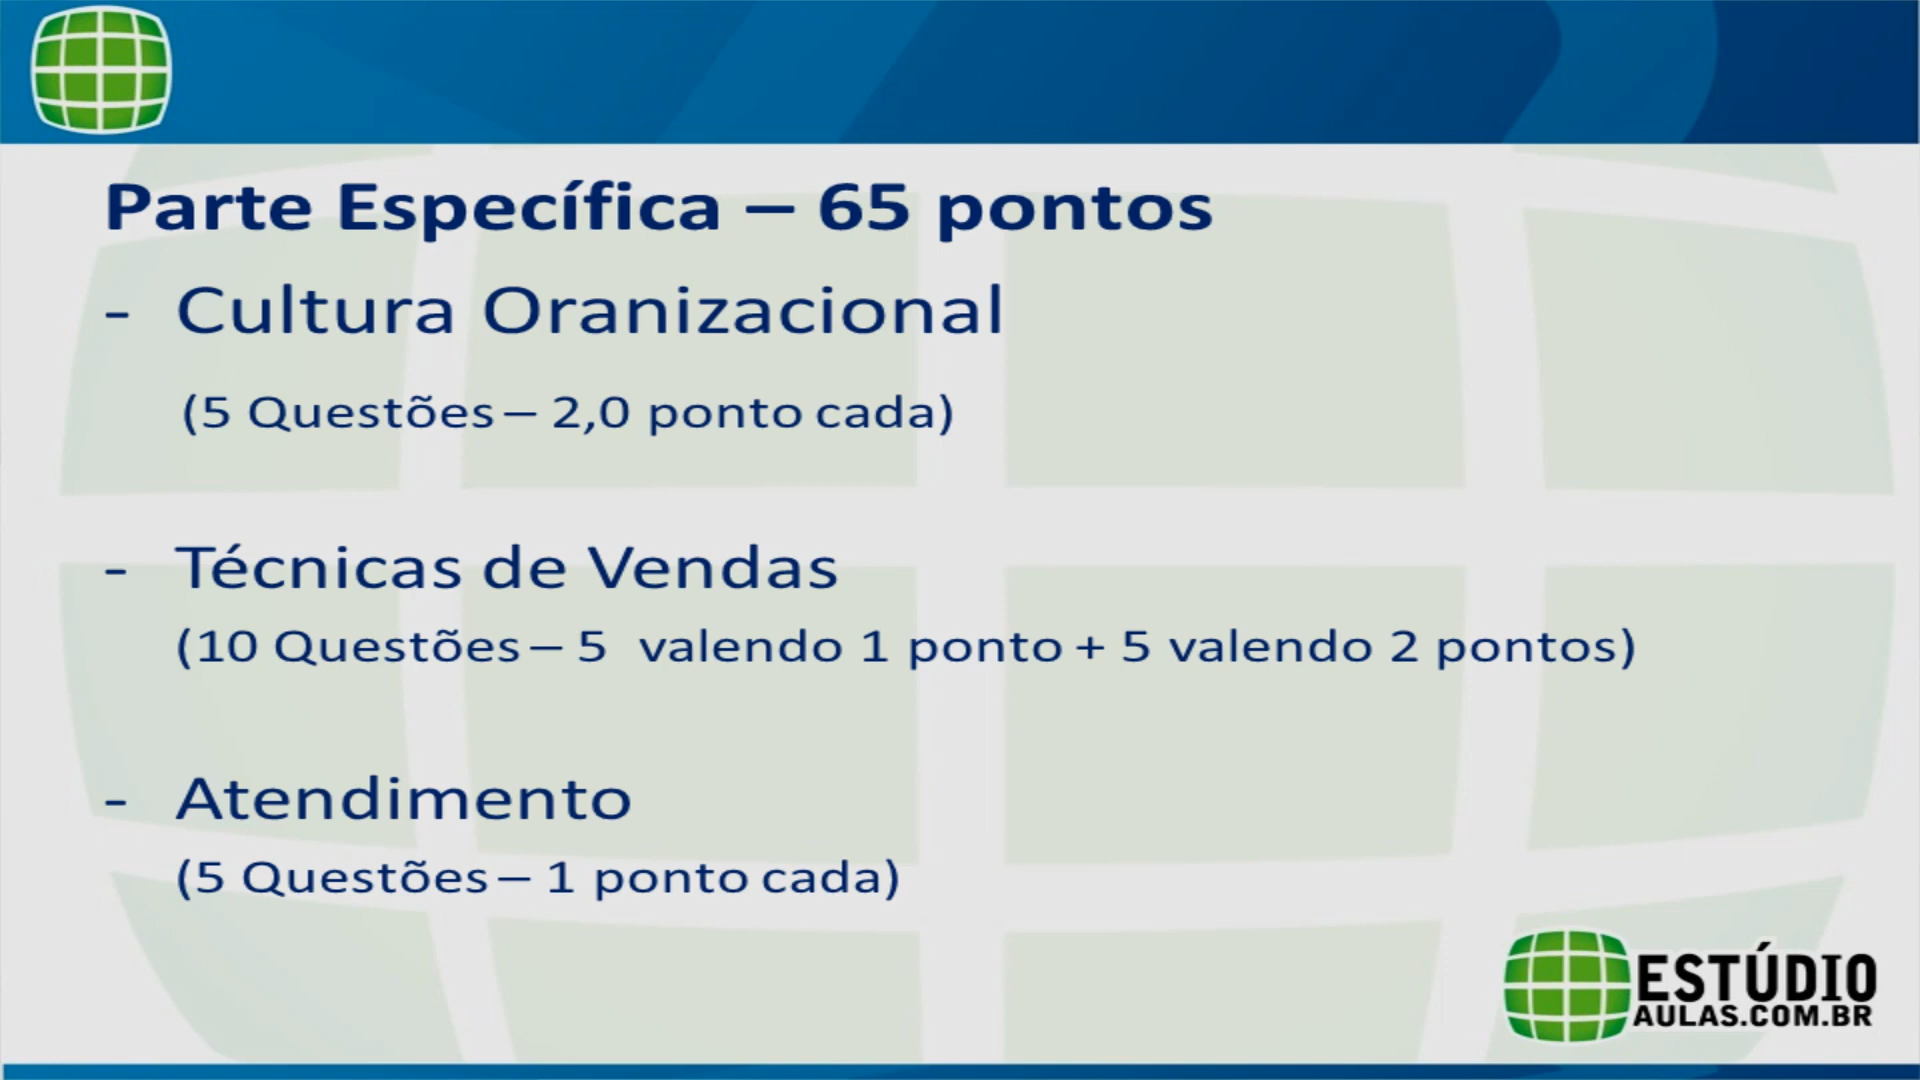 Parte Específica – 65 pontos
- Cultura Oranizacional
(5 Questões – 2,0 ponto cada)
- Técnicas de Vendas
(10 Questões – 5 valendo 1 ponto + 5 valendo 2 pontos)
- Atendimento
(5 Questões – 1 ponto cada)
ESTÚDIO
AULAS.COM.BR